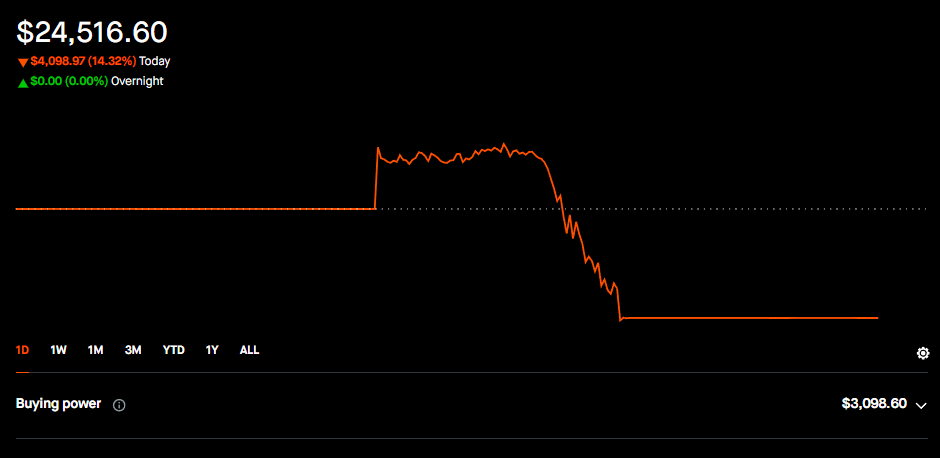 $24,516.60
▼$4,098.97 (14.32%) Today
▲$0.00 (0.00%) Overnight
1D 1W 1M 3M YTD 1Y ALL
Buying power $3,098.60